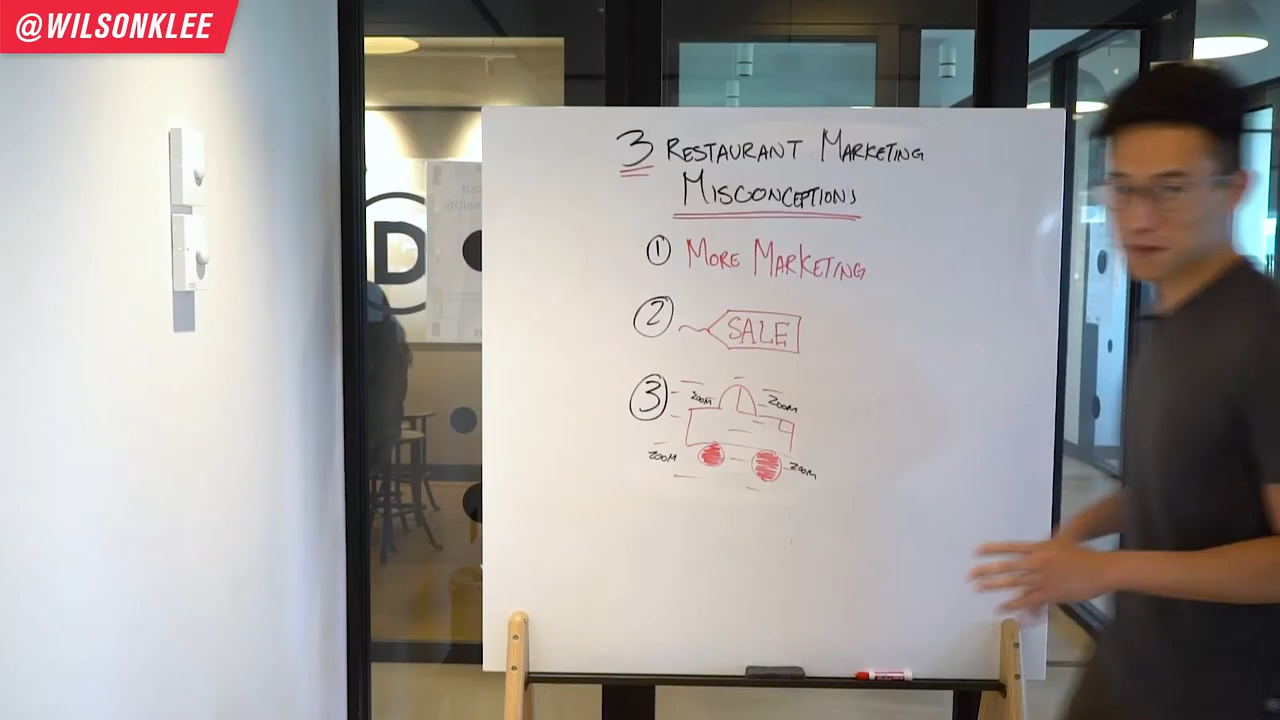 @WILSONKLEE
3 RESTAURANT MARKETING
MISCONCEPTIONS
1 MORE MARKETING
2 SALE
3
ZOOM ZOOM
ZOOM ZOOM
D